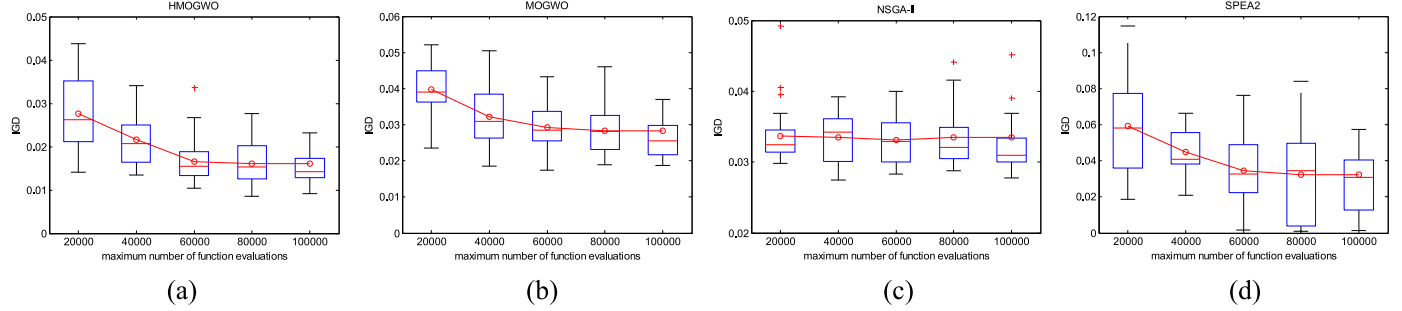 HMOGWO
0.05
0.04
0.03
0.02
0.01
0
IGD
20000 40000 60000 80000 100000
maximum number of function evaluations
(a)
MOGWO
0.06
0.05
0.04
0.03
0.02
0.01
0
IGD
20000 40000 60000 80000 100000
maximum number of function evaluations
(b)
NSGA-II
0.05
0.04
0.03
0.02
IGD
20000 40000 60000 80000 100000
maximum number of function evaluations
(c)
SPEA2
0.12
0.1
0.08
0.06
0.04
0.02
0
IGD
20000 40000 60000 80000 100000
maximum number of function evaluations
(d)